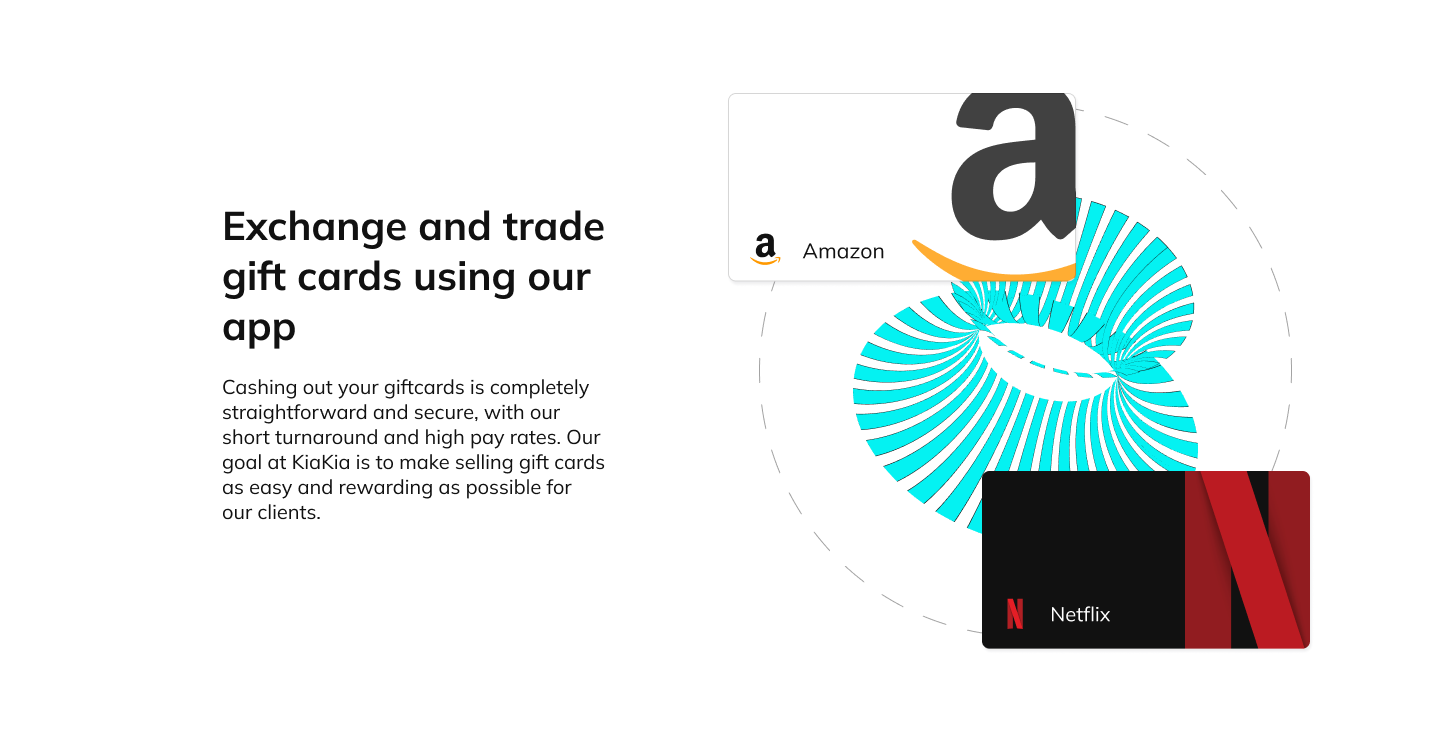 Exchange and trade
gift cards using our
app
Cashing out your giftcards is completely
straightforward and secure, with our
short turnaround and high pay rates. Our
goal at KiaKia is to make selling gift cards
as easy and rewarding as possible for
our clients.
a
a Amazon
N Netflix